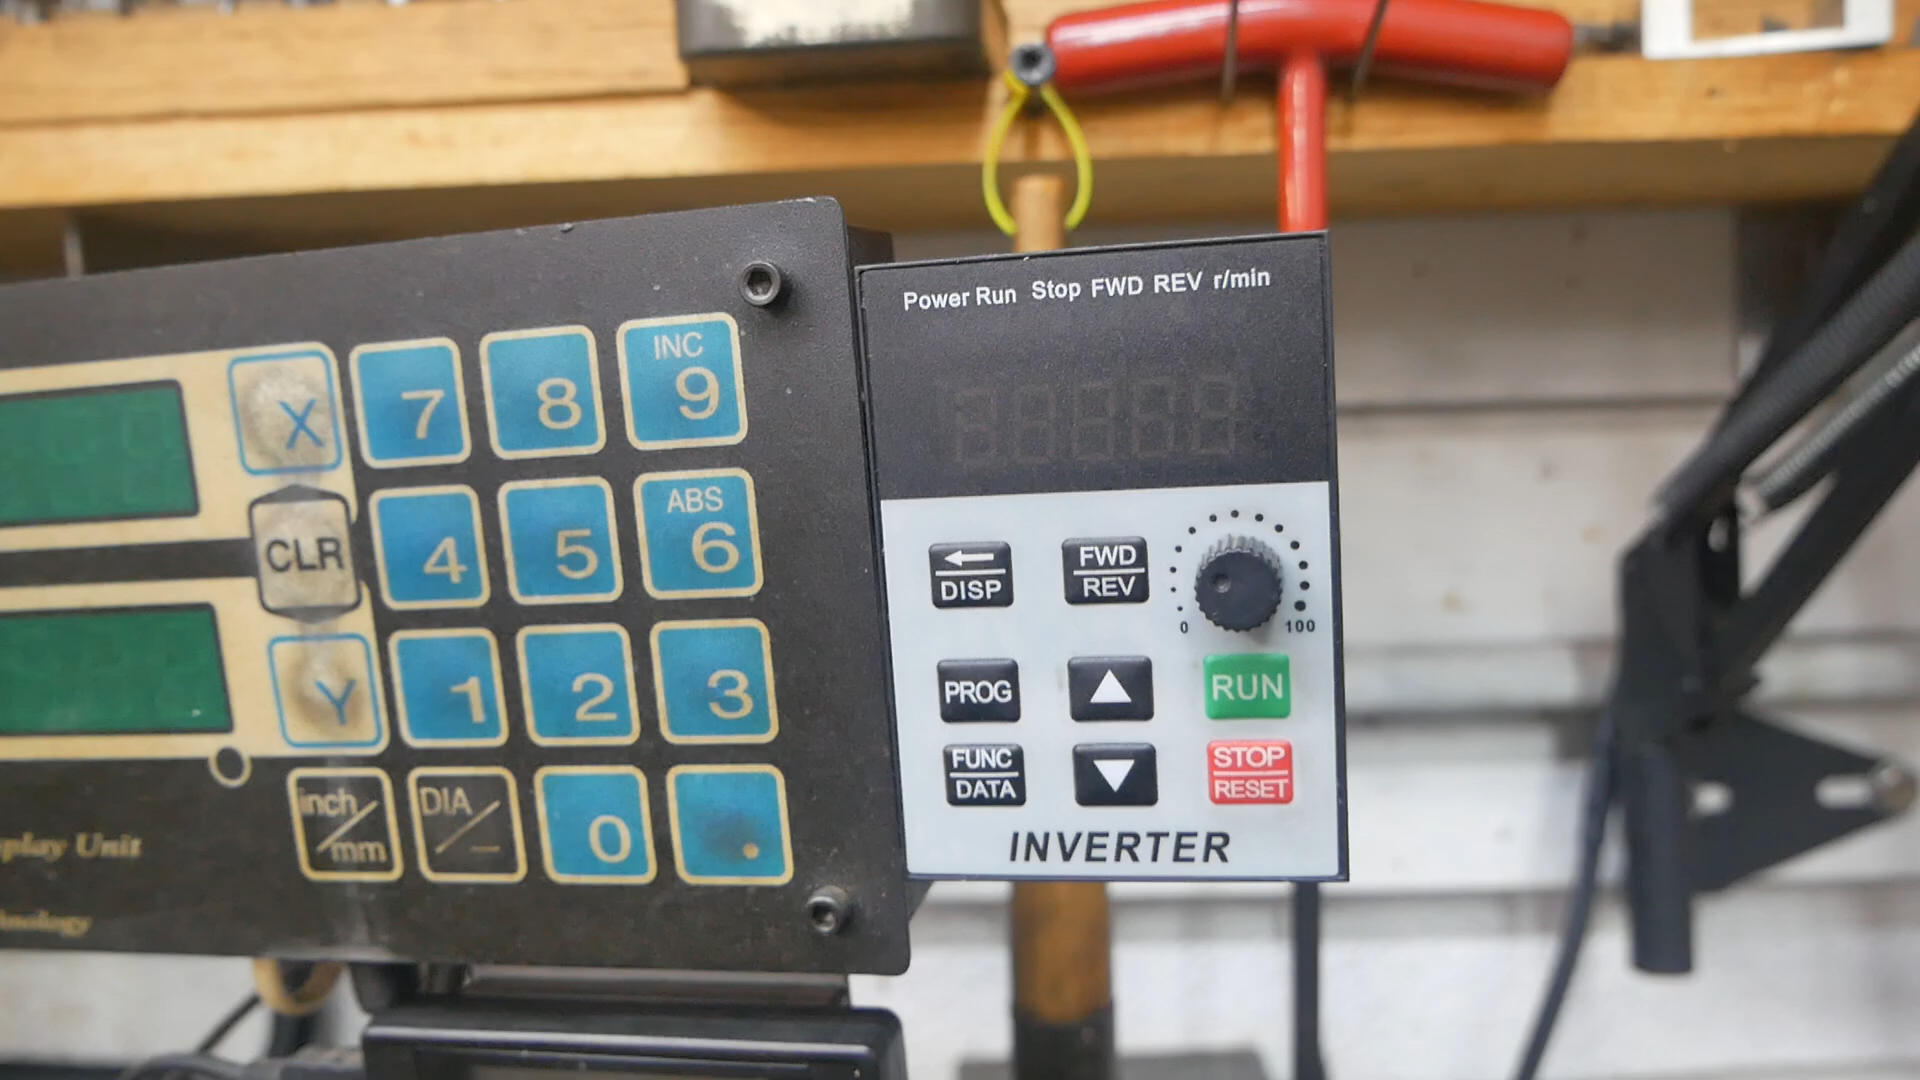 X
7
8
INC
9
CLR
4
5
ABS
6
Y
1
2
3
inch/mm
DIA/–
0
.
Unit
Power Run Stop FWD REV r/min
DISP
FWD
REV
0
100
PROG
RUN
FUNC
DATA
STOP
RESET
INVERTER